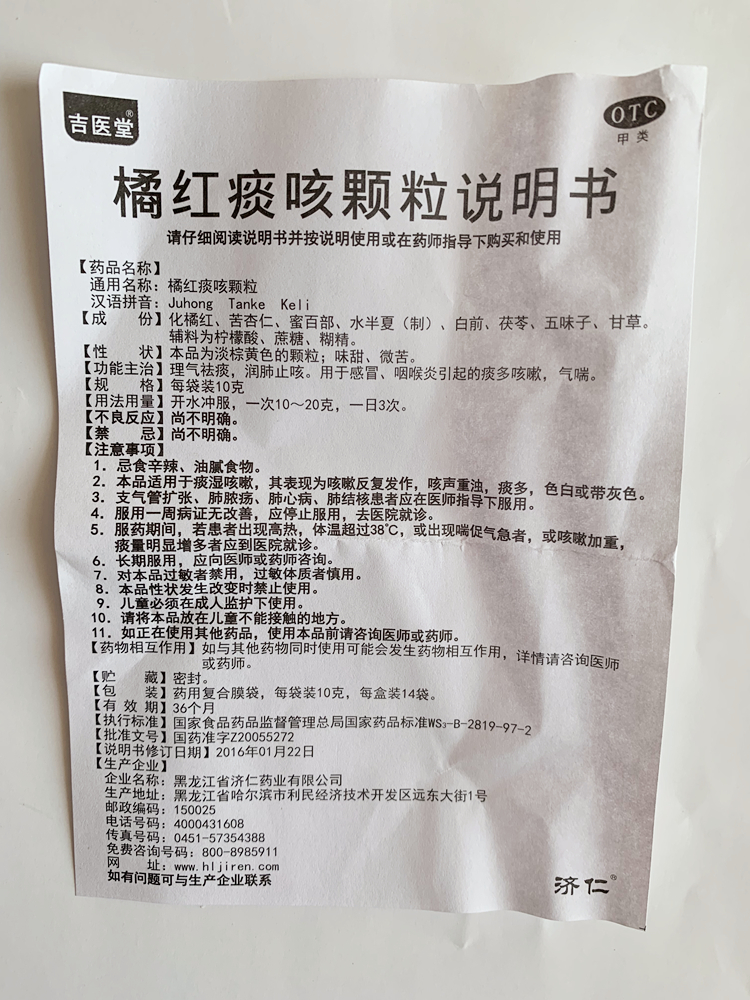 吉医堂®
OTC
甲类
橘红痰咳颗粒说明书
请仔细阅读说明书并按说明使用或在药师指导下购买和使用
【药品名称】
通用名称：橘红痰咳颗粒
汉语拼音：Juhong Tanke Keli
【成 份】化橘红、苦杏仁、蜜百部、水半夏（制）、白前、茯苓、五味子、甘草。
辅料为柠檬酸、蔗糖、糊精。
【性 状】本品为淡棕黄色的颗粒；味甜、微苦。
【功能主治】理气祛痰，润肺止咳。用于感冒、咽喉炎引起的痰多咳嗽，气喘。
【规 格】每袋装10克
【用法用量】开水冲服，一次10～20克，一日3次。
【不良反应】尚不明确。
【禁 忌】尚不明确。
【注意事项】
1. 忌食辛辣、油腻食物。
2. 本品适用于痰湿咳嗽，其表现为咳嗽反复发作，咳声重浊，痰多，色白或带灰色。
3. 支气管扩张、肺脓疡、肺心病、肺结核患者应在医师指导下服用。
4. 服用一周病证无改善，应停止服用，去医院就诊。
5. 服药期间，若患者出现高热，体温超过38℃，或出现喘促气急者，或咳嗽加重，
痰量明显增多者应到医院就诊。
6. 长期服用，应向医师或药师咨询。
7. 对本品过敏者禁用，过敏体质者慎用。
8. 本品性状发生改变时禁止使用。
9. 儿童必须在成人监护下使用。
10. 请将本品放在儿童不能接触的地方。
11. 如正在使用其他药品，使用本品前请咨询医师或药师。
【药物相互作用】如与其他药物同时使用可能会发生药物相互作用，详情请咨询医师
或药师。
【贮 藏】密封。
【包 装】药用复合膜袋，每袋装10克，每盒装14袋。
【有 效 期】36个月
【执行标准】国家食品药品监督管理总局国家药品标准WS₃-B-2819-97-2
【批准文号】国药准字Z20055272
【说明书修订日期】2016年01月22日
【生产企业】
企业名称：黑龙江省济仁药业有限公司
生产地址：黑龙江省哈尔滨市利民经济技术开发区远东大街1号
邮政编码：150025
电话号码：4000431608
传真号码：0451-57354388
免费咨询号码：800-8985911
网 址：www.hljiren.com
如有问题可与生产企业联系
济仁®